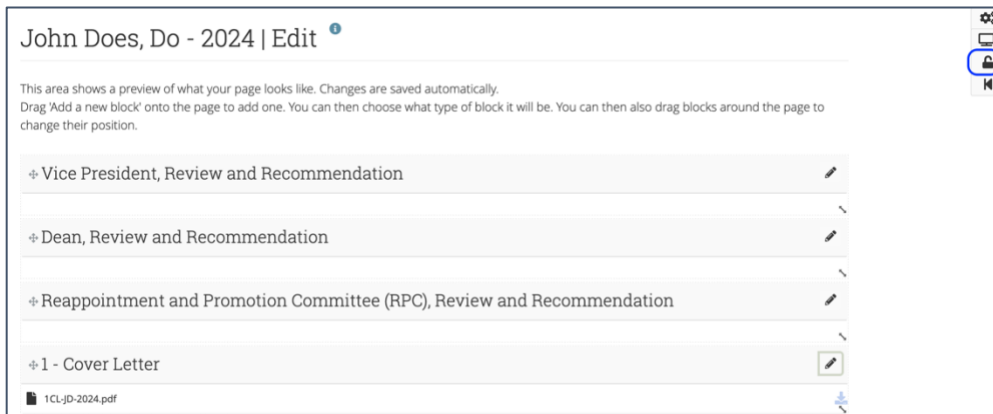 John Does, Do - 2024 | Edit
This area shows a preview of what your page looks like. Changes are saved automatically.
Drag 'Add a new block' onto the page to add one. You can then choose what type of block it will be. You can then also drag blocks around the page to
change their position.
Vice President, Review and Recommendation
Dean, Review and Recommendation
Reappointment and Promotion Committee (RPC), Review and Recommendation
1 - Cover Letter
1CL-JD-2024.pdf